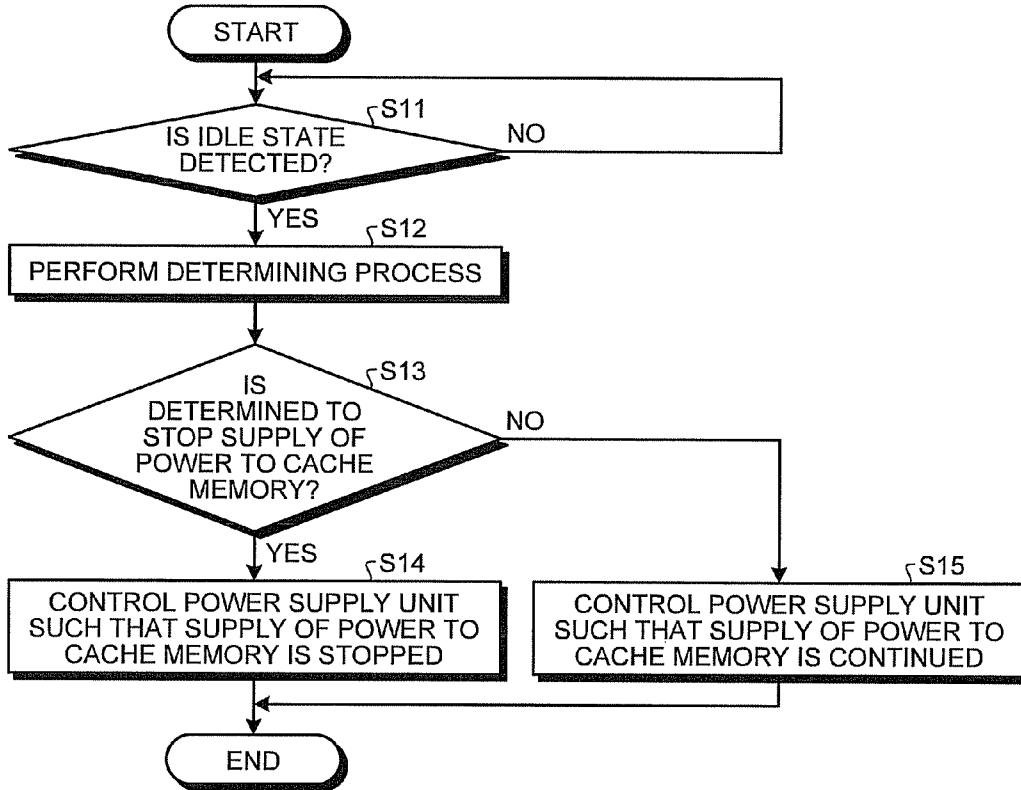 START
S11
IS IDLE STATE
DETECTED?
NO
YES
S12
PERFORM DETERMINING PROCESS
S13
IS
DETERMINED TO
STOP SUPPLY OF
POWER TO CACHE
MEMORY?
NO
YES
S14
CONTROL POWER SUPPLY UNIT
SUCH THAT SUPPLY OF POWER TO
CACHE MEMORY IS STOPPED
S15
CONTROL POWER SUPPLY UNIT
SUCH THAT SUPPLY OF POWER TO
CACHE MEMORY IS CONTINUED
END